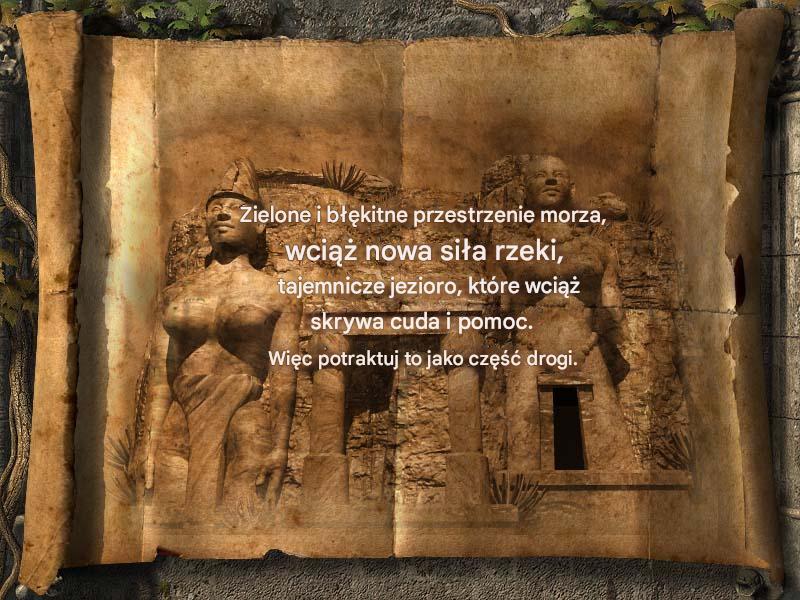 Zielone i błękitne przestrzenie morza,
wciąż nowa siła rzeki,
tajemnicze jezioro, które wciąż
skrywa cuda i pomoc.
Więc potraktuj to jako część drogi.